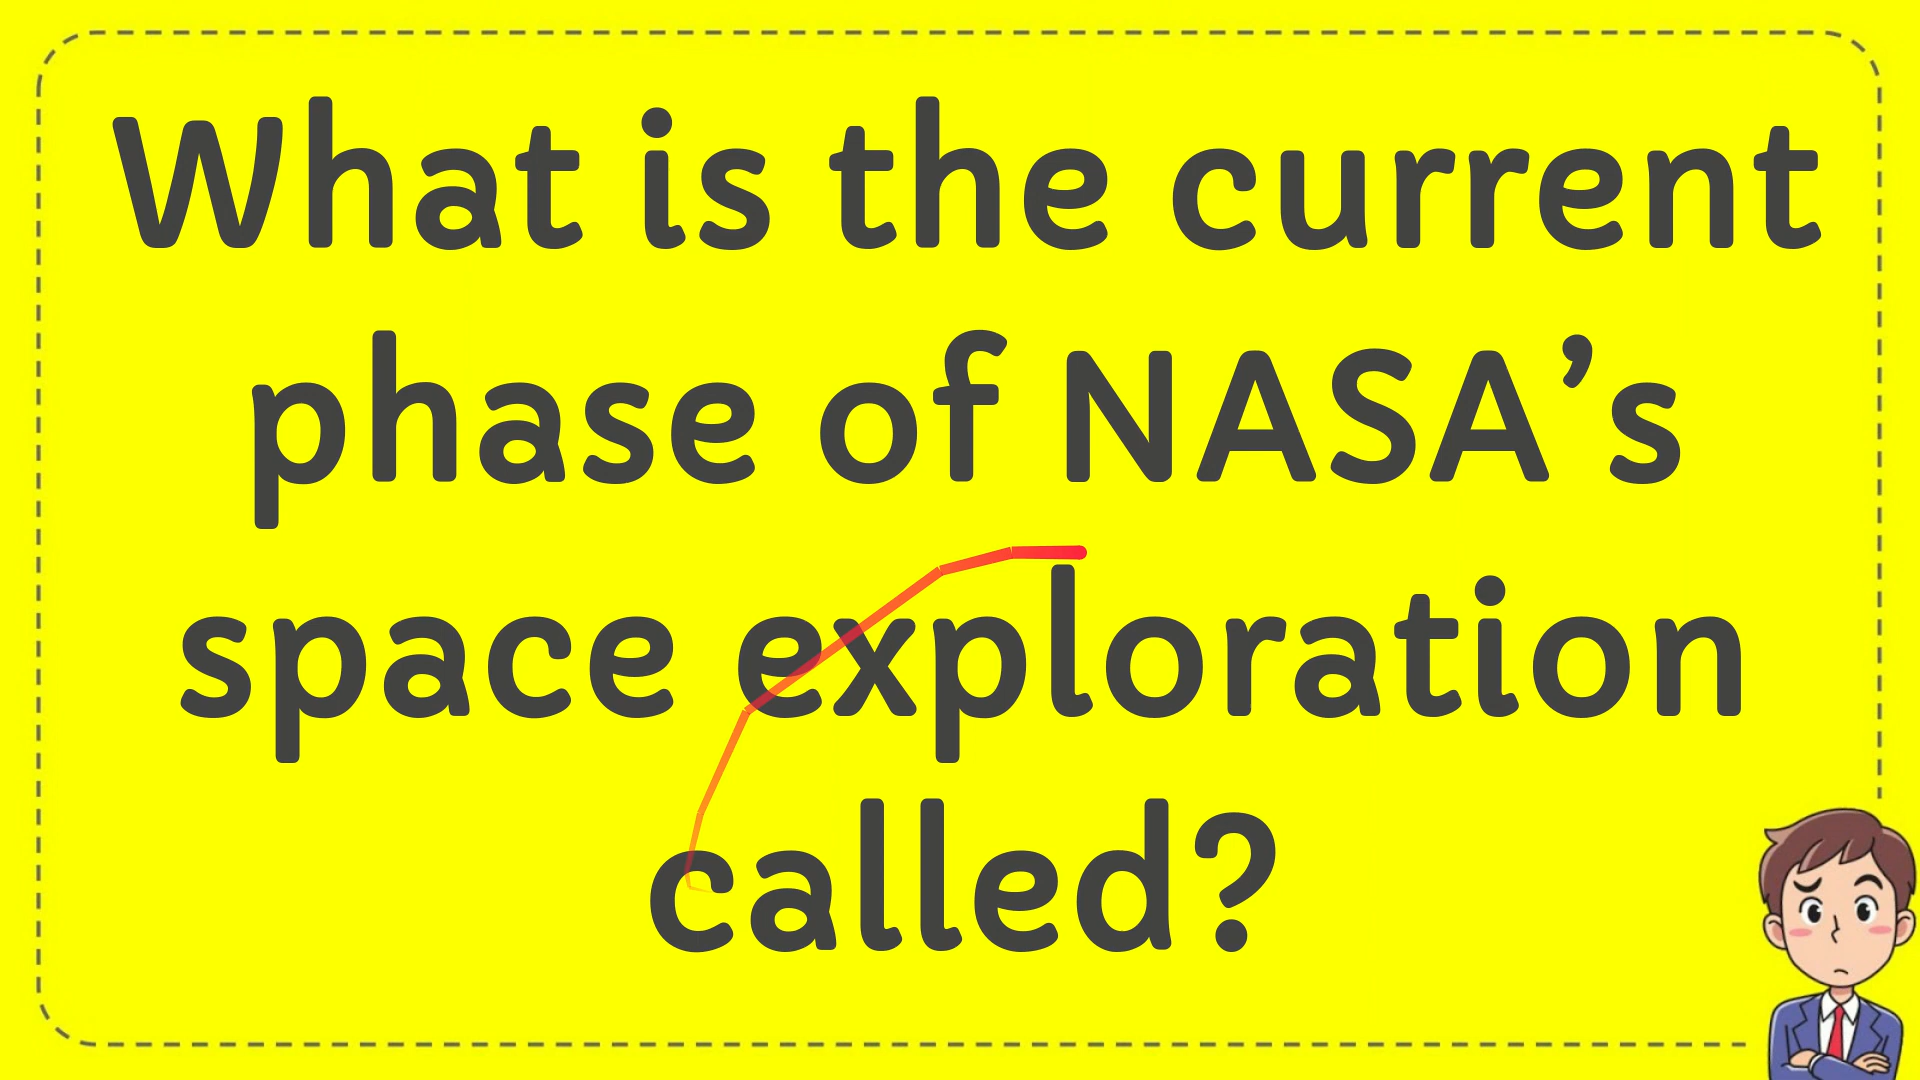 What is the current
phase of NASA’s
space exploration
called?